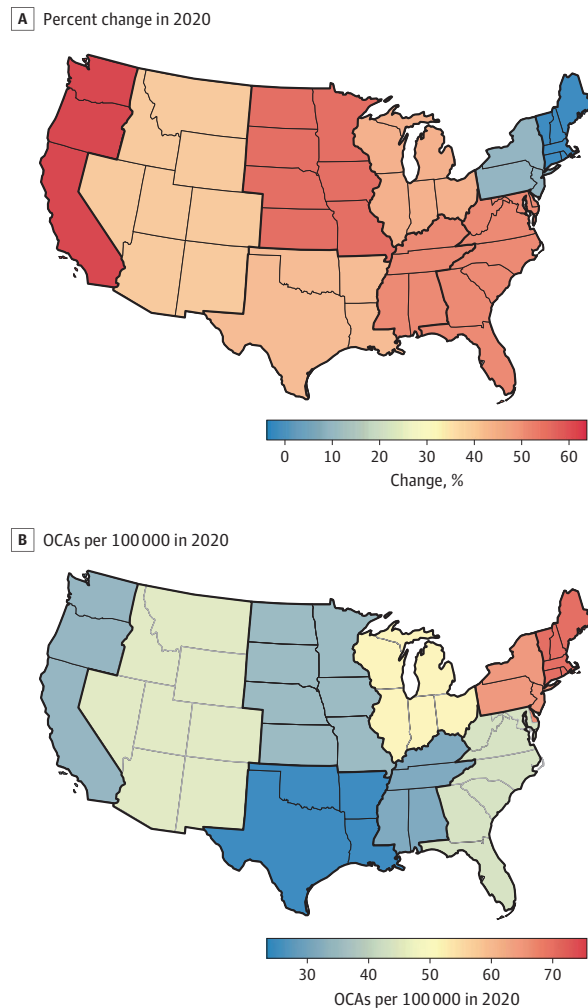 A Percent change in 2020
0 10 20 30 40 50 60
Change, %
B OCAs per 100 000 in 2020
30 40 50 60 70
OCAs per 100 000 in 2020